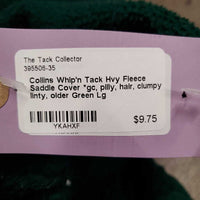 The Tack Collector
395506-35
Collins Whip'n Tack Hvy Fleece
Saddle Cover *gc, pilly, hair, clumpy
linty, older Green Lg
YKAHXF
$9.75